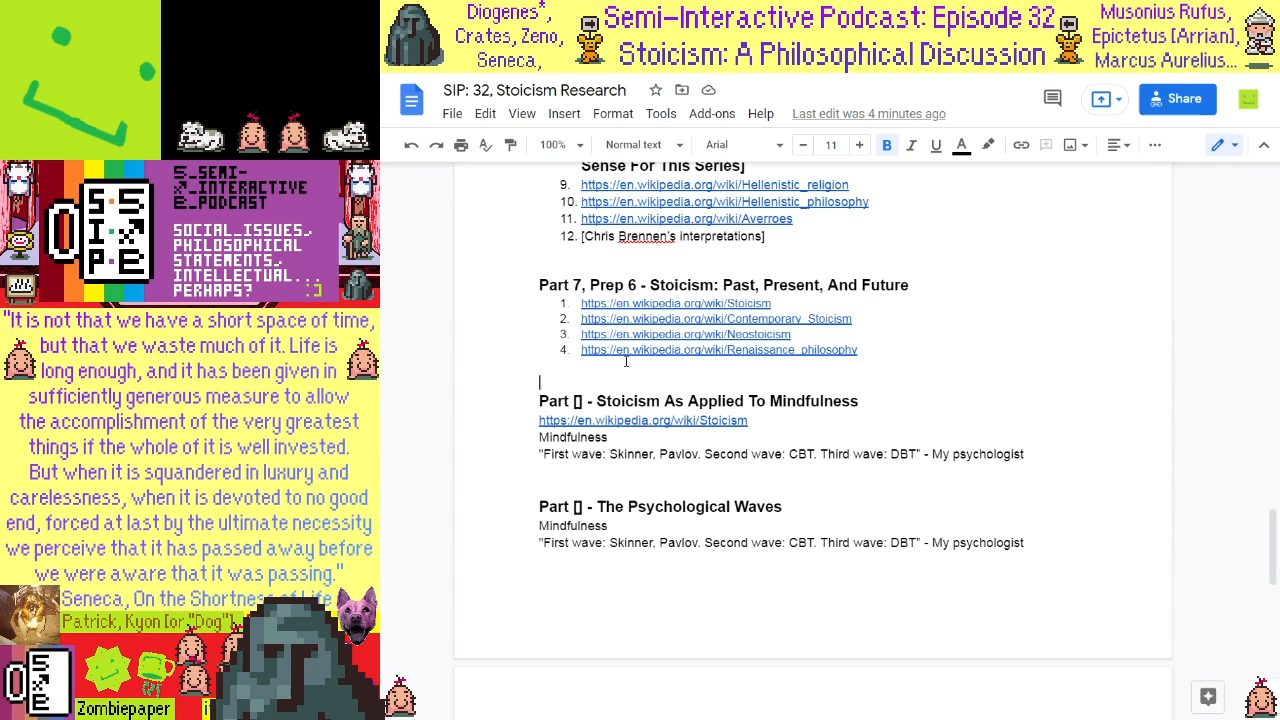 Diogenes*,
Crates, Zeno,
Seneca,
Semi-Interactive Podcast: Episode 32
Stoicism: A Philosophical Discussion
Musonius Rufus,
Epictetus [Arrian],
Marcus Aurelius...
SIP: 32, Stoicism Research
File Edit View Insert Format Tools Add-ons Help Last edit was 4 minutes ago
Share
100% Normal text Arial 11 B I U A
Sense For This Series]
9. https://en.wikipedia.org/wiki/Hellenistic_religion
10. https://en.wikipedia.org/wiki/Hellenistic_philosophy
11. https://en.wikipedia.org/wiki/Averroes
12. [Chris Brennen's interpretations]
Part 7, Prep 6 - Stoicism: Past, Present, And Future
1. https://en.wikipedia.org/wiki/Stoicism
2. https://en.wikipedia.org/wiki/Contemporary_Stoicism
3. https://en.wikipedia.org/wiki/Neostoicism
4. https://en.wikipedia.org/wiki/Renaissance_philosophy
Part [] - Stoicism As Applied To Mindfulness
https://en.wikipedia.org/wiki/Stoicism
Mindfulness
"First wave: Skinner, Pavlov. Second wave: CBT. Third wave: DBT" - My psychologist
Part [] - The Psychological Waves
Mindfulness
"First wave: Skinner, Pavlov. Second wave: CBT. Third wave: DBT" - My psychologist
S_SEMI-
_INTERACTIVE
_PODCAST
SOCIAL_ISSUES,
PHILOSOPHICAL
STATEMENTS,
INTELLECTUAL...
PERHAPS? :)
"It is not that we have a short space of time,
but that we waste much of it. Life is
long enough, and it has been given in
sufficiently generous measure to allow
the accomplishment of the very greatest
things if the whole of it is well invested.
But when it is squandered in luxury and
carelessness, when it is devoted to no good
end, forced at last by the ultimate necessity
we perceive that it has passed away before
we were aware that it was passing."
Seneca, On the Shortness of Life
Patrick, Kyon [or "Dog"],
Zombiepaper